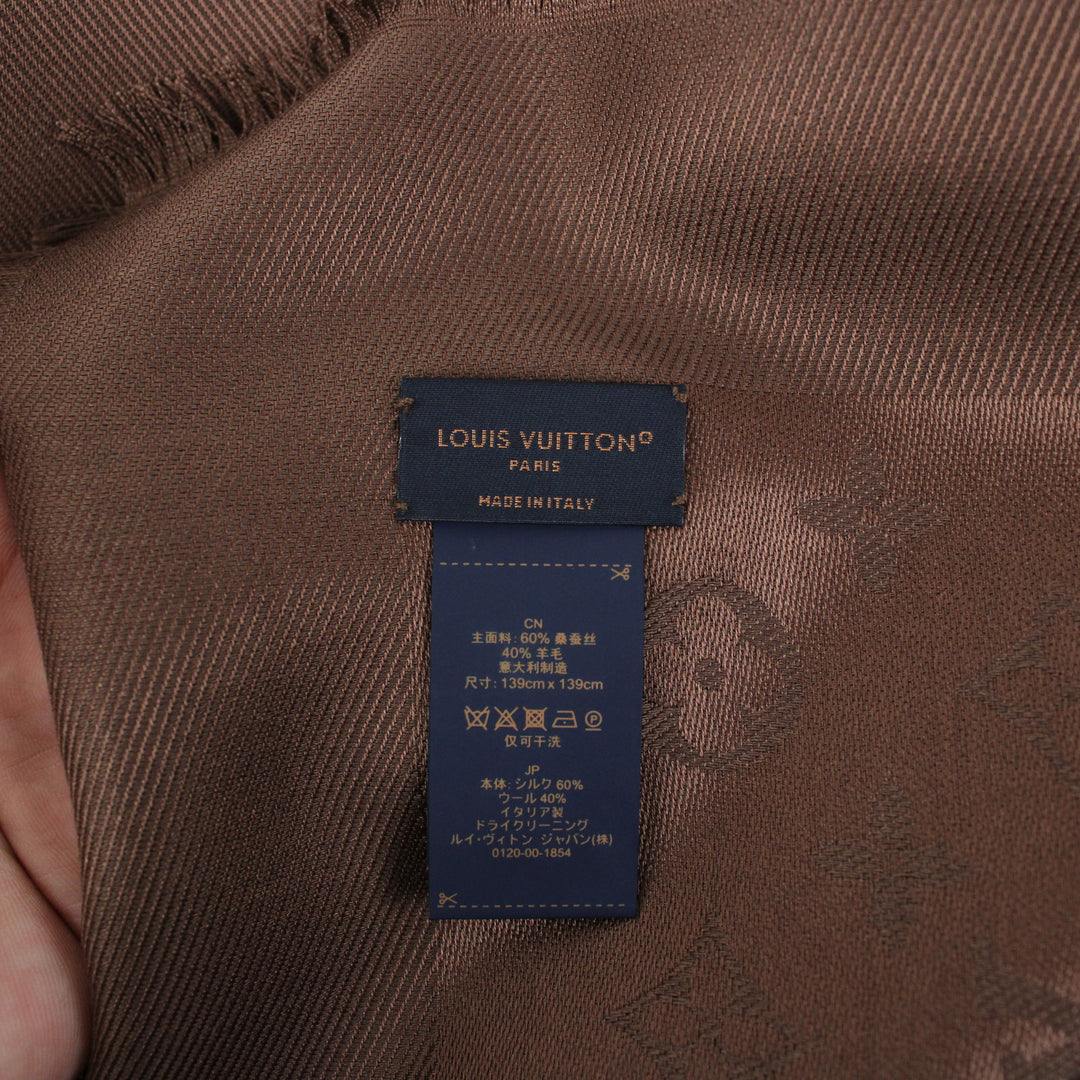 LOUIS VUITTON
PARIS
MADE IN ITALY
CN
主面料: 60% 桑蚕丝
40% 羊毛
意大利制造
尺寸: 139cm x 139cm
P
仅可干洗
JP
本体: シルク 60%
ウール 40%
イタリア製
ドライクリーニング
ルイ・ヴィトン ジャパン(株)
0120-00-1854